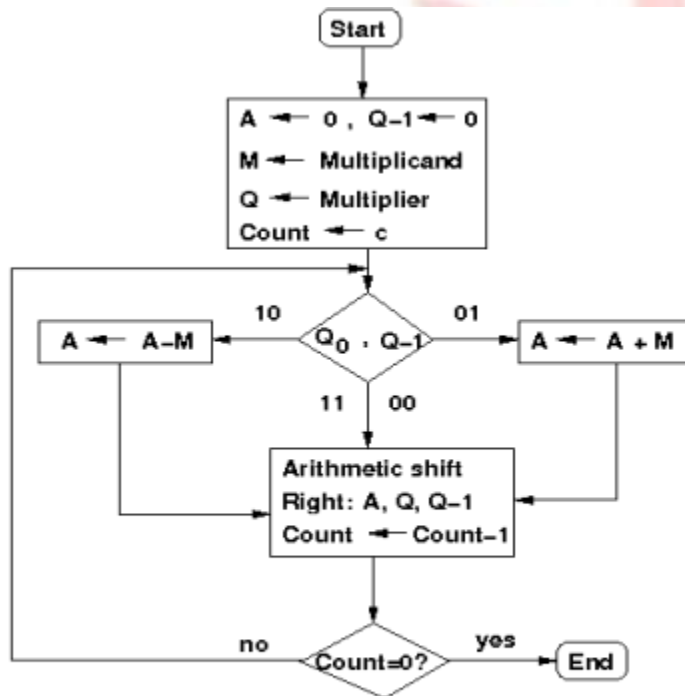 Start
A ← 0 , Q-1 ← 0
M ← Multiplicand
Q ← Multiplier
Count ← c
10
Q0 , Q-1
01
A ← A-M
A ← A + M
11 00
Arithmetic shift
Right: A, Q, Q-1
Count ← Count-1
no
Count=0?
yes
End